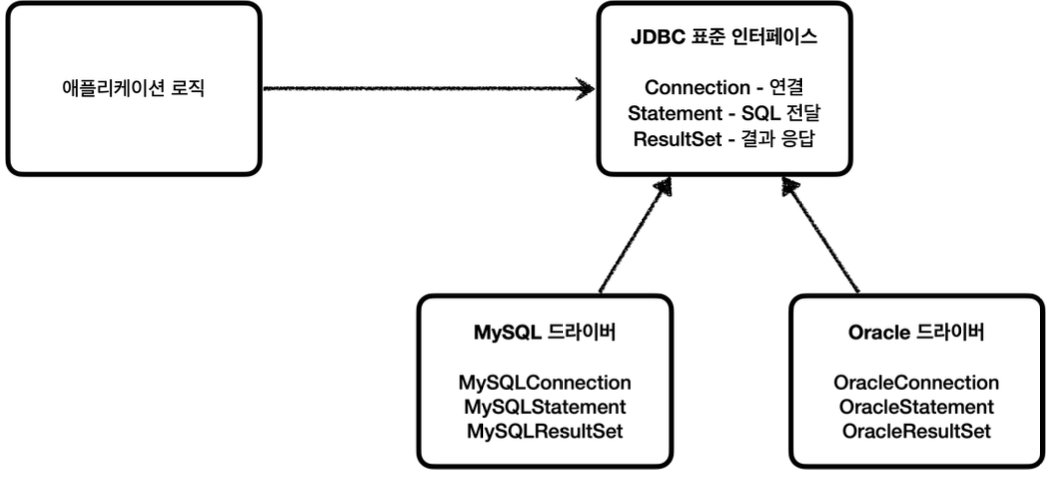 애플리케이션 로직
JDBC 표준 인터페이스
Connection - 연결
Statement - SQL 전달
ResultSet - 결과 응답
MySQL 드라이버
MySQLConnection
MySQLStatement
MySQLResultSet
Oracle 드라이버
OracleConnection
OracleStatement
OracleResultSet